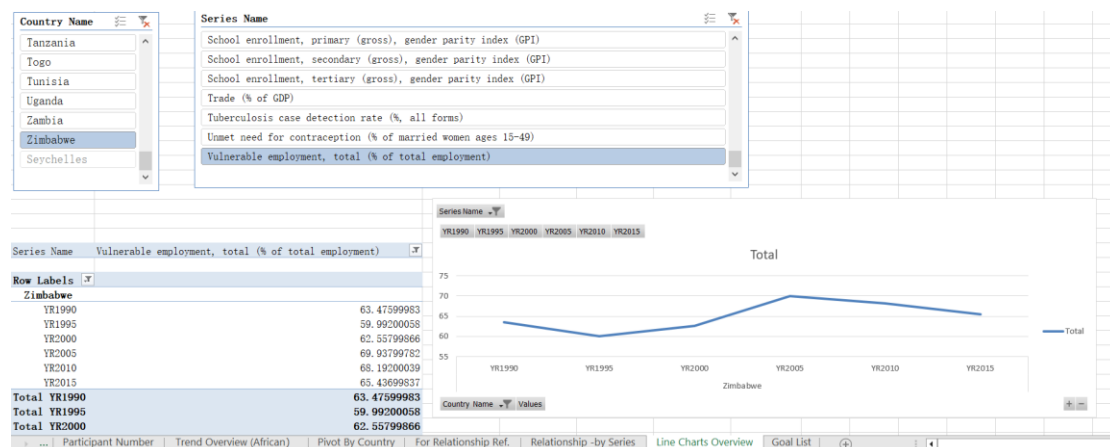 Country Name
Tanzania
Togo
Tunisia
Uganda
Zambia
Zimbabwe
Seychelles
Series Name
School enrollment, primary (gross), gender parity index (GPI)
School enrollment, secondary (gross), gender parity index (GPI)
School enrollment, tertiary (gross), gender parity index (GPI)
Trade (% of GDP)
Tuberculosis case detection rate (%, all forms)
Unmet need for contraception (% of married women ages 15-49)
Vulnerable employment, total (% of total employment)
Series Name Vulnerable employment, total (% of total employment)
Row Labels
Zimbabwe
YR1990 63.47599983
YR1995 59.99200058
YR2000 62.55799866
YR2005 69.93799782
YR2010 68.19200039
YR2015 65.43699837
Total YR1990 63.47599983
Total YR1995 59.99200058
Total YR2000 62.55799866
Series Name
YR1990 YR1995 YR2000 YR2005 YR2010 YR2015
Total
75
70
65
60
55
YR1990 YR1995 YR2000 YR2005 YR2010 YR2015
Zimbabwe
Total
Country Name Values
+ −
... Participant Number Trend Overview (African) Pivot By Country For Relationship Ref. Relationship -by Series Line Charts Overview Goal List